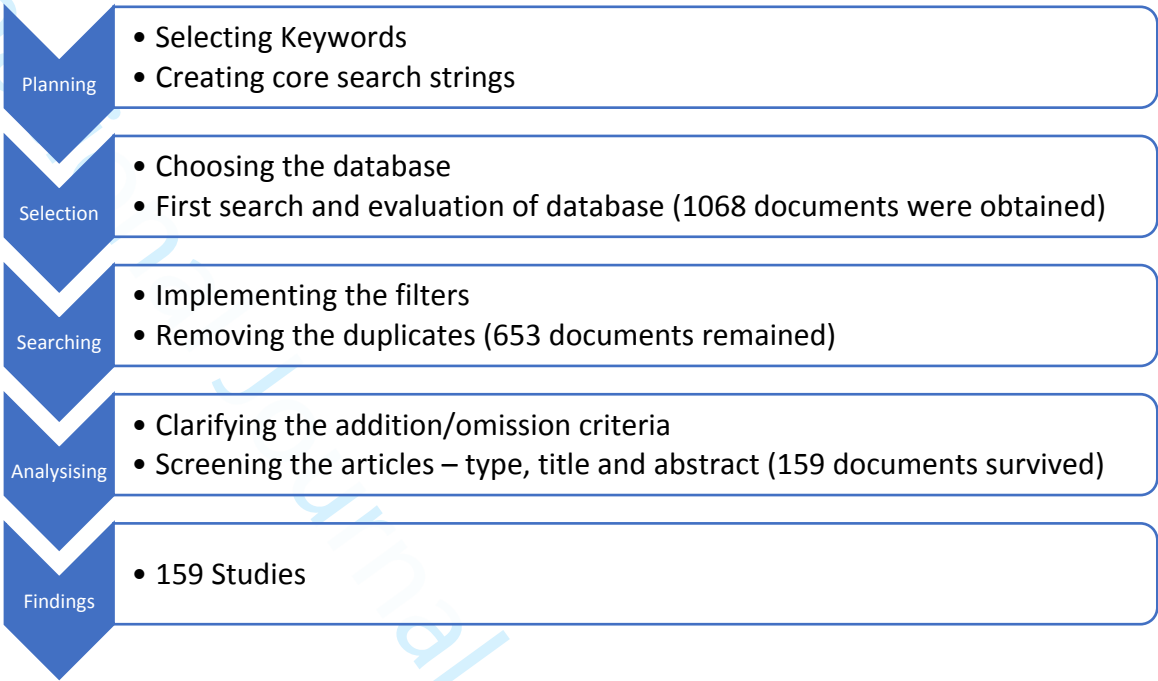 Planning
• Selecting Keywords
• Creating core search strings
Selection
• Choosing the database
• First search and evaluation of database (1068 documents were obtained)
Searching
• Implementing the filters
• Removing the duplicates (653 documents remained)
Analysising
• Clarifying the addition/omission criteria
• Screening the articles – type, title and abstract (159 documents survived)
Findings
• 159 Studies